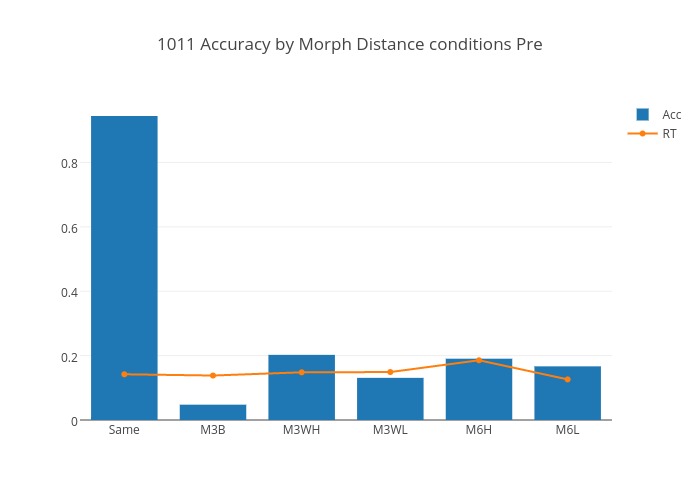 1011 Accuracy by Morph Distance conditions Pre
Acc
RT
0.8
0.6
0.4
0.2
0
Same M3B M3WH M3WL M6H M6L